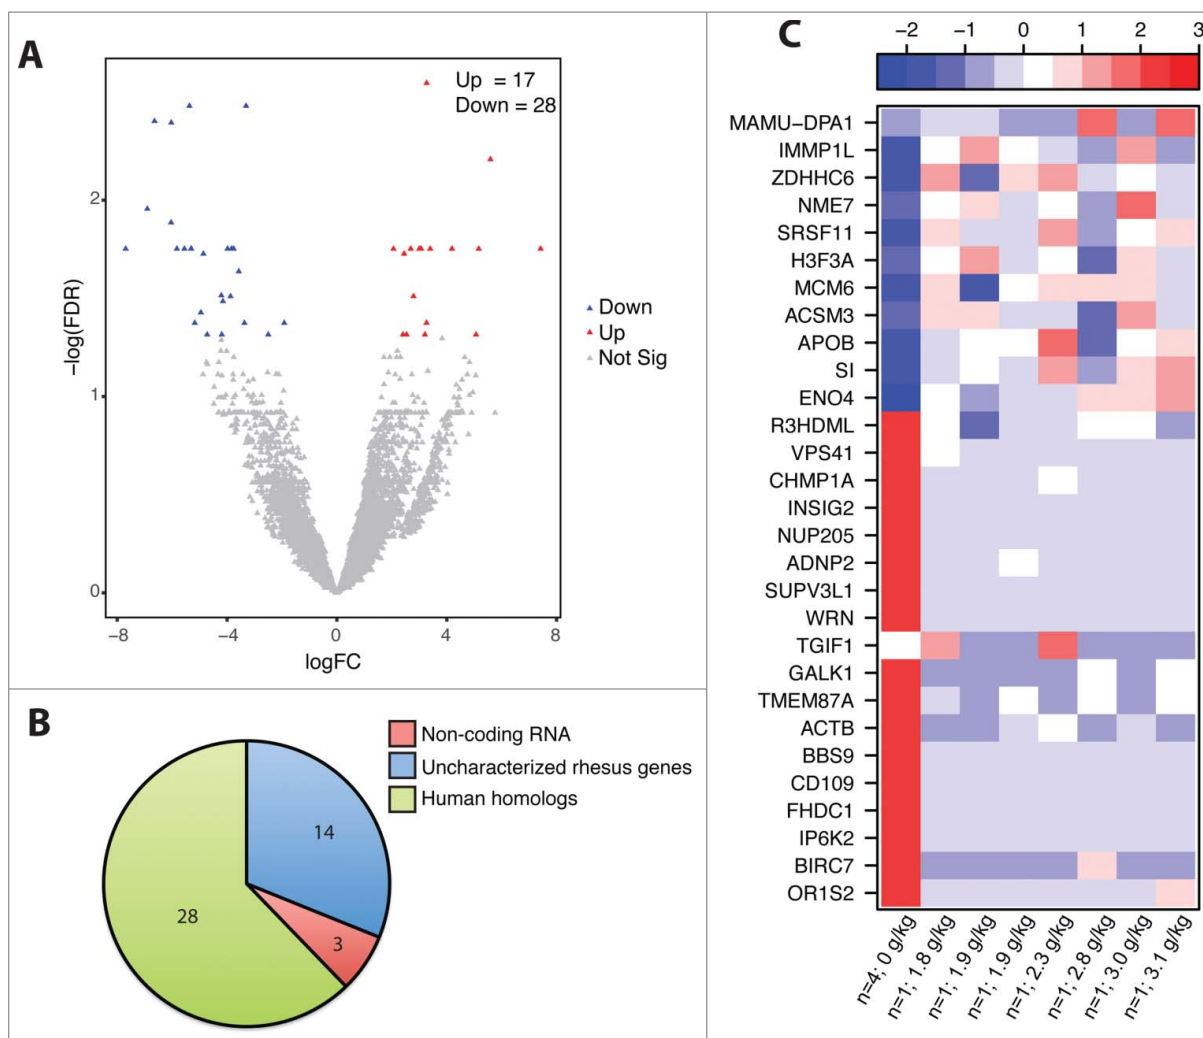 A
Up = 17
Down = 28
2
1
0
−log(FDR)
−8
−4
0
4
8
logFC
Down
Up
Not Sig
B
Non-coding RNA
Uncharacterized rhesus genes
Human homologs
14
3
28
C
−2
−1
0
1
2
3
MAMU−DPA1
IMMP1L
ZDHHC6
NME7
SRSF11
H3F3A
MCM6
ACSM3
APOB
SI
ENO4
R3HDML
VPS41
CHMP1A
INSIG2
NUP205
ADNP2
SUPV3L1
WRN
TGIF1
GALK1
TMEM87A
ACTB
BBS9
CD109
FHDC1
IP6K2
BIRC7
OR1S2
n=4; 0 g/kg
n=1; 1.8 g/kg
n=1; 1.9 g/kg
n=1; 1.9 g/kg
n=1; 2.3 g/kg
n=1; 2.8 g/kg
n=1; 3.0 g/kg
n=1; 3.1 g/kg